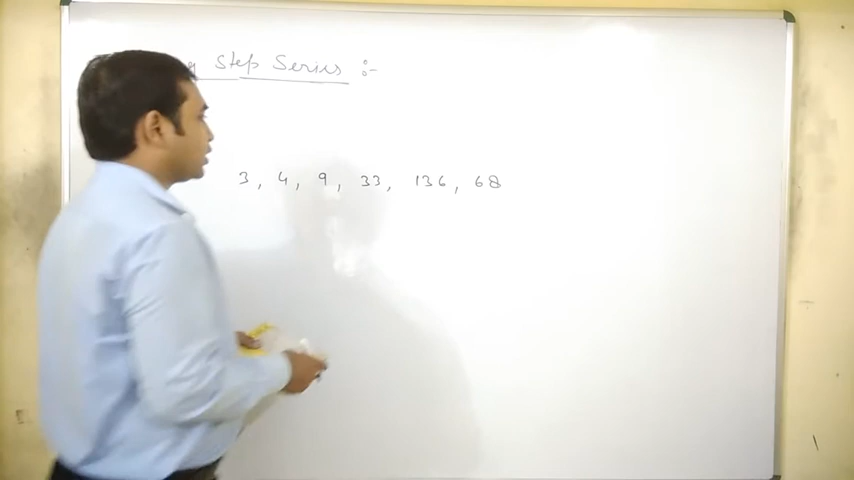 Step Series :-
3, 4, 9, 33, 136, 68